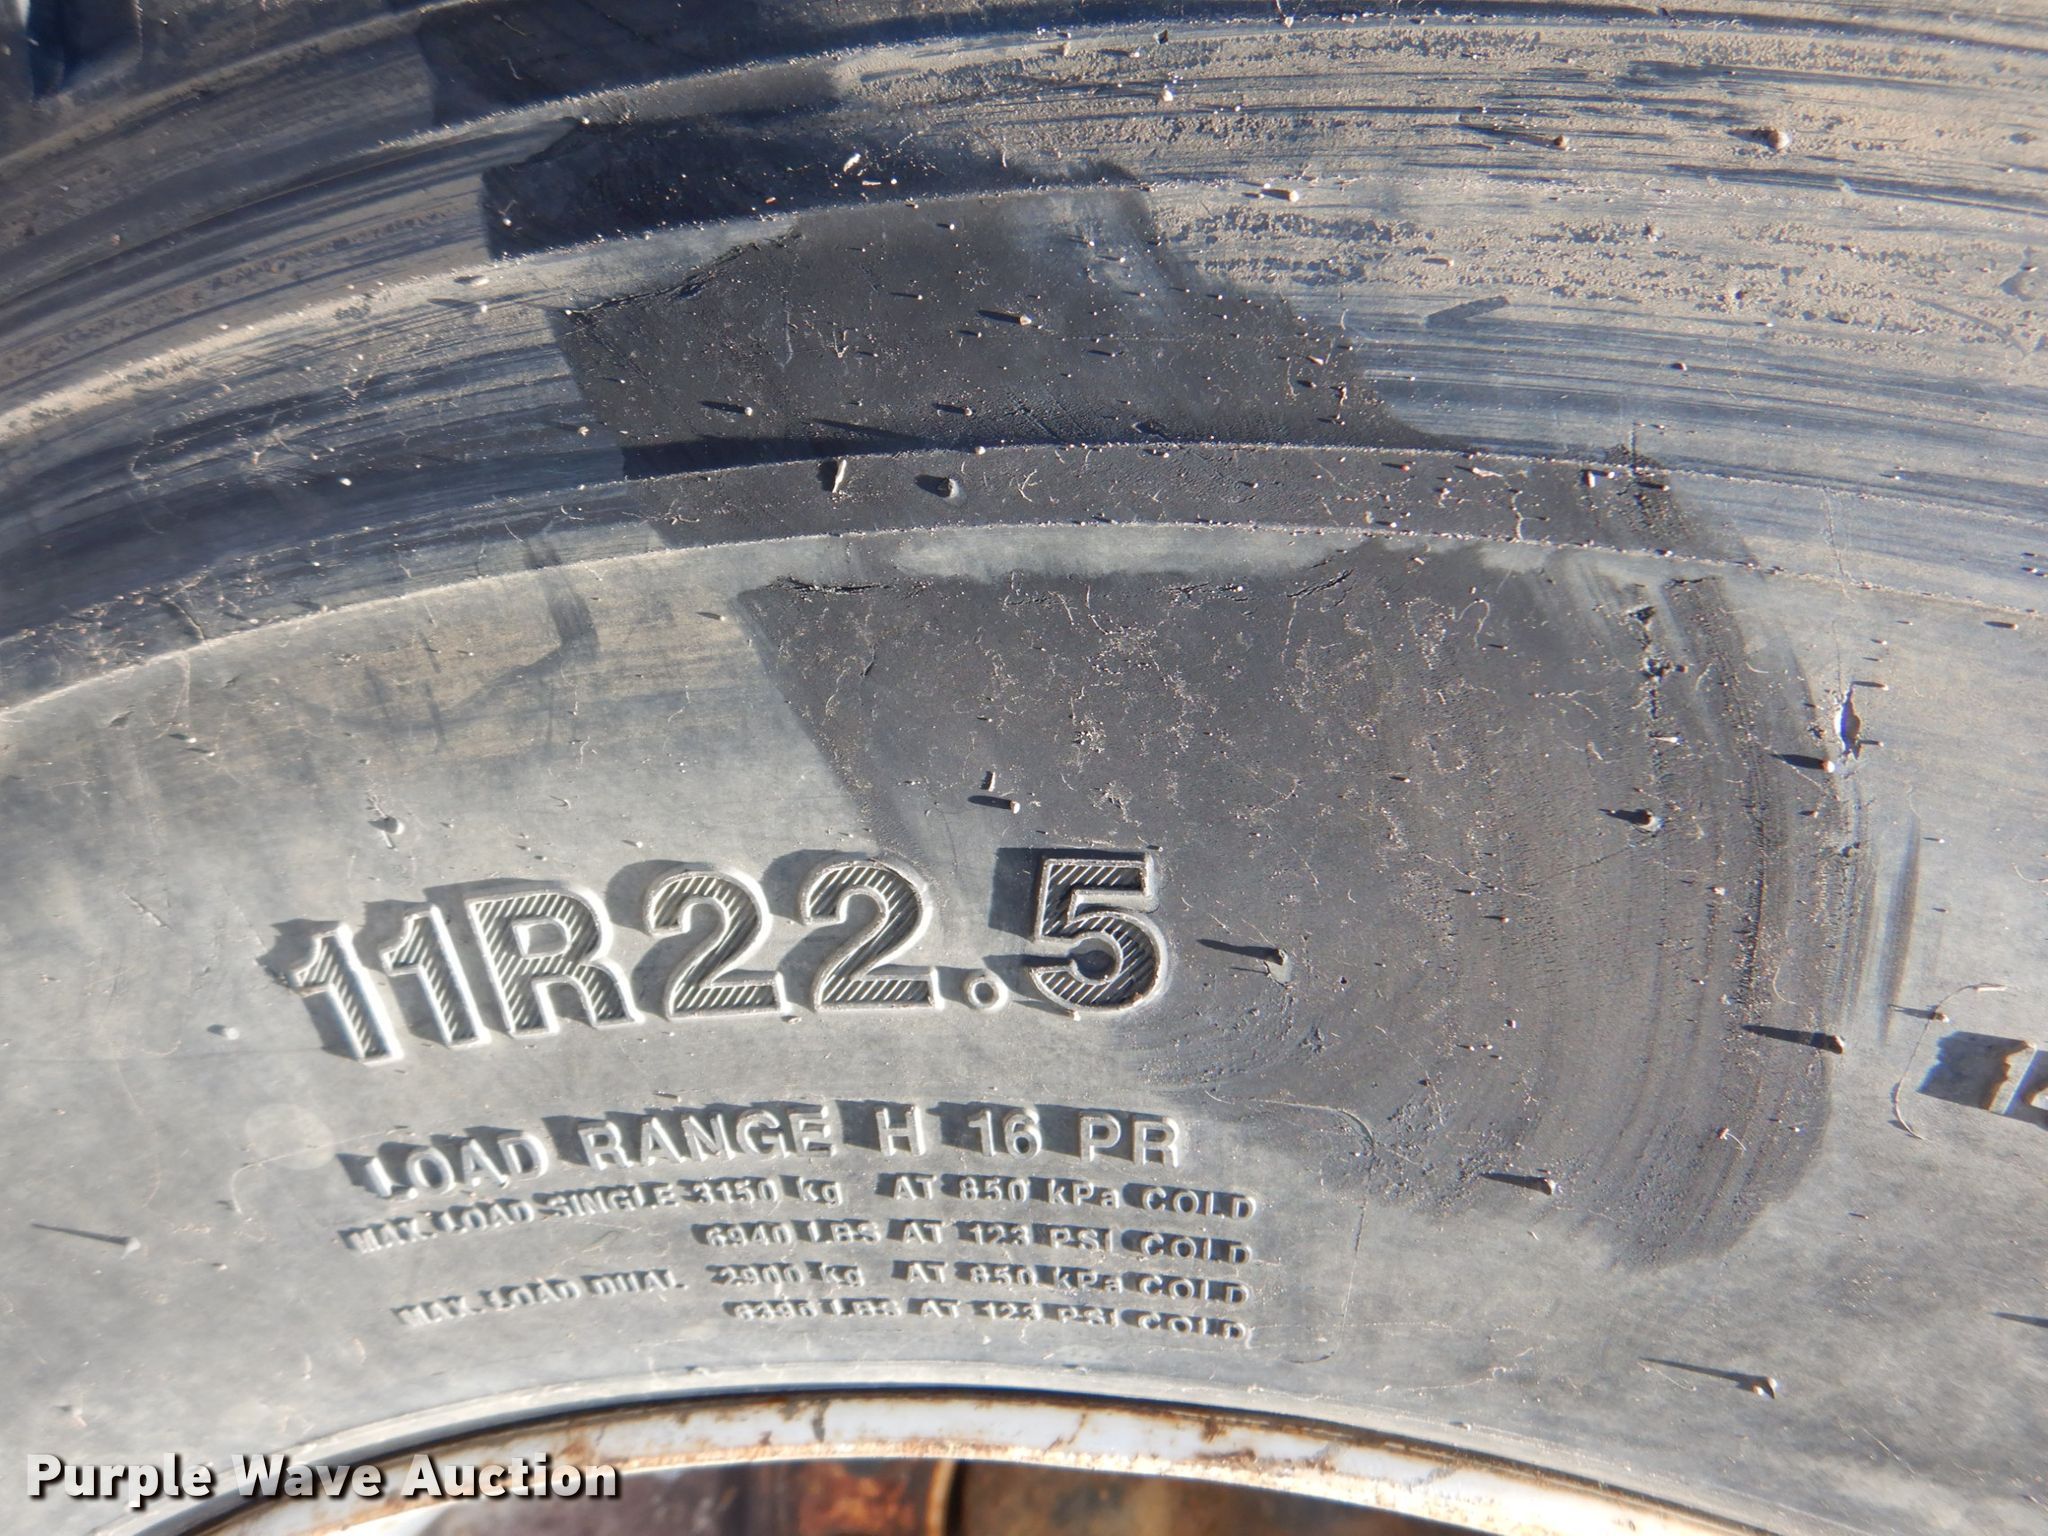 11R22.5
LOAD RANGE H 16 PR
MAX. LOAD SINGLE 3150 kg AT 850 kPa COLD
6940 LBS AT 123 PSI COLD
MAX. LOAD DUAL 2900 kg AT 850 kPa COLD
6396 LBS AT 123 PSI COLD
Purple Wave Auction